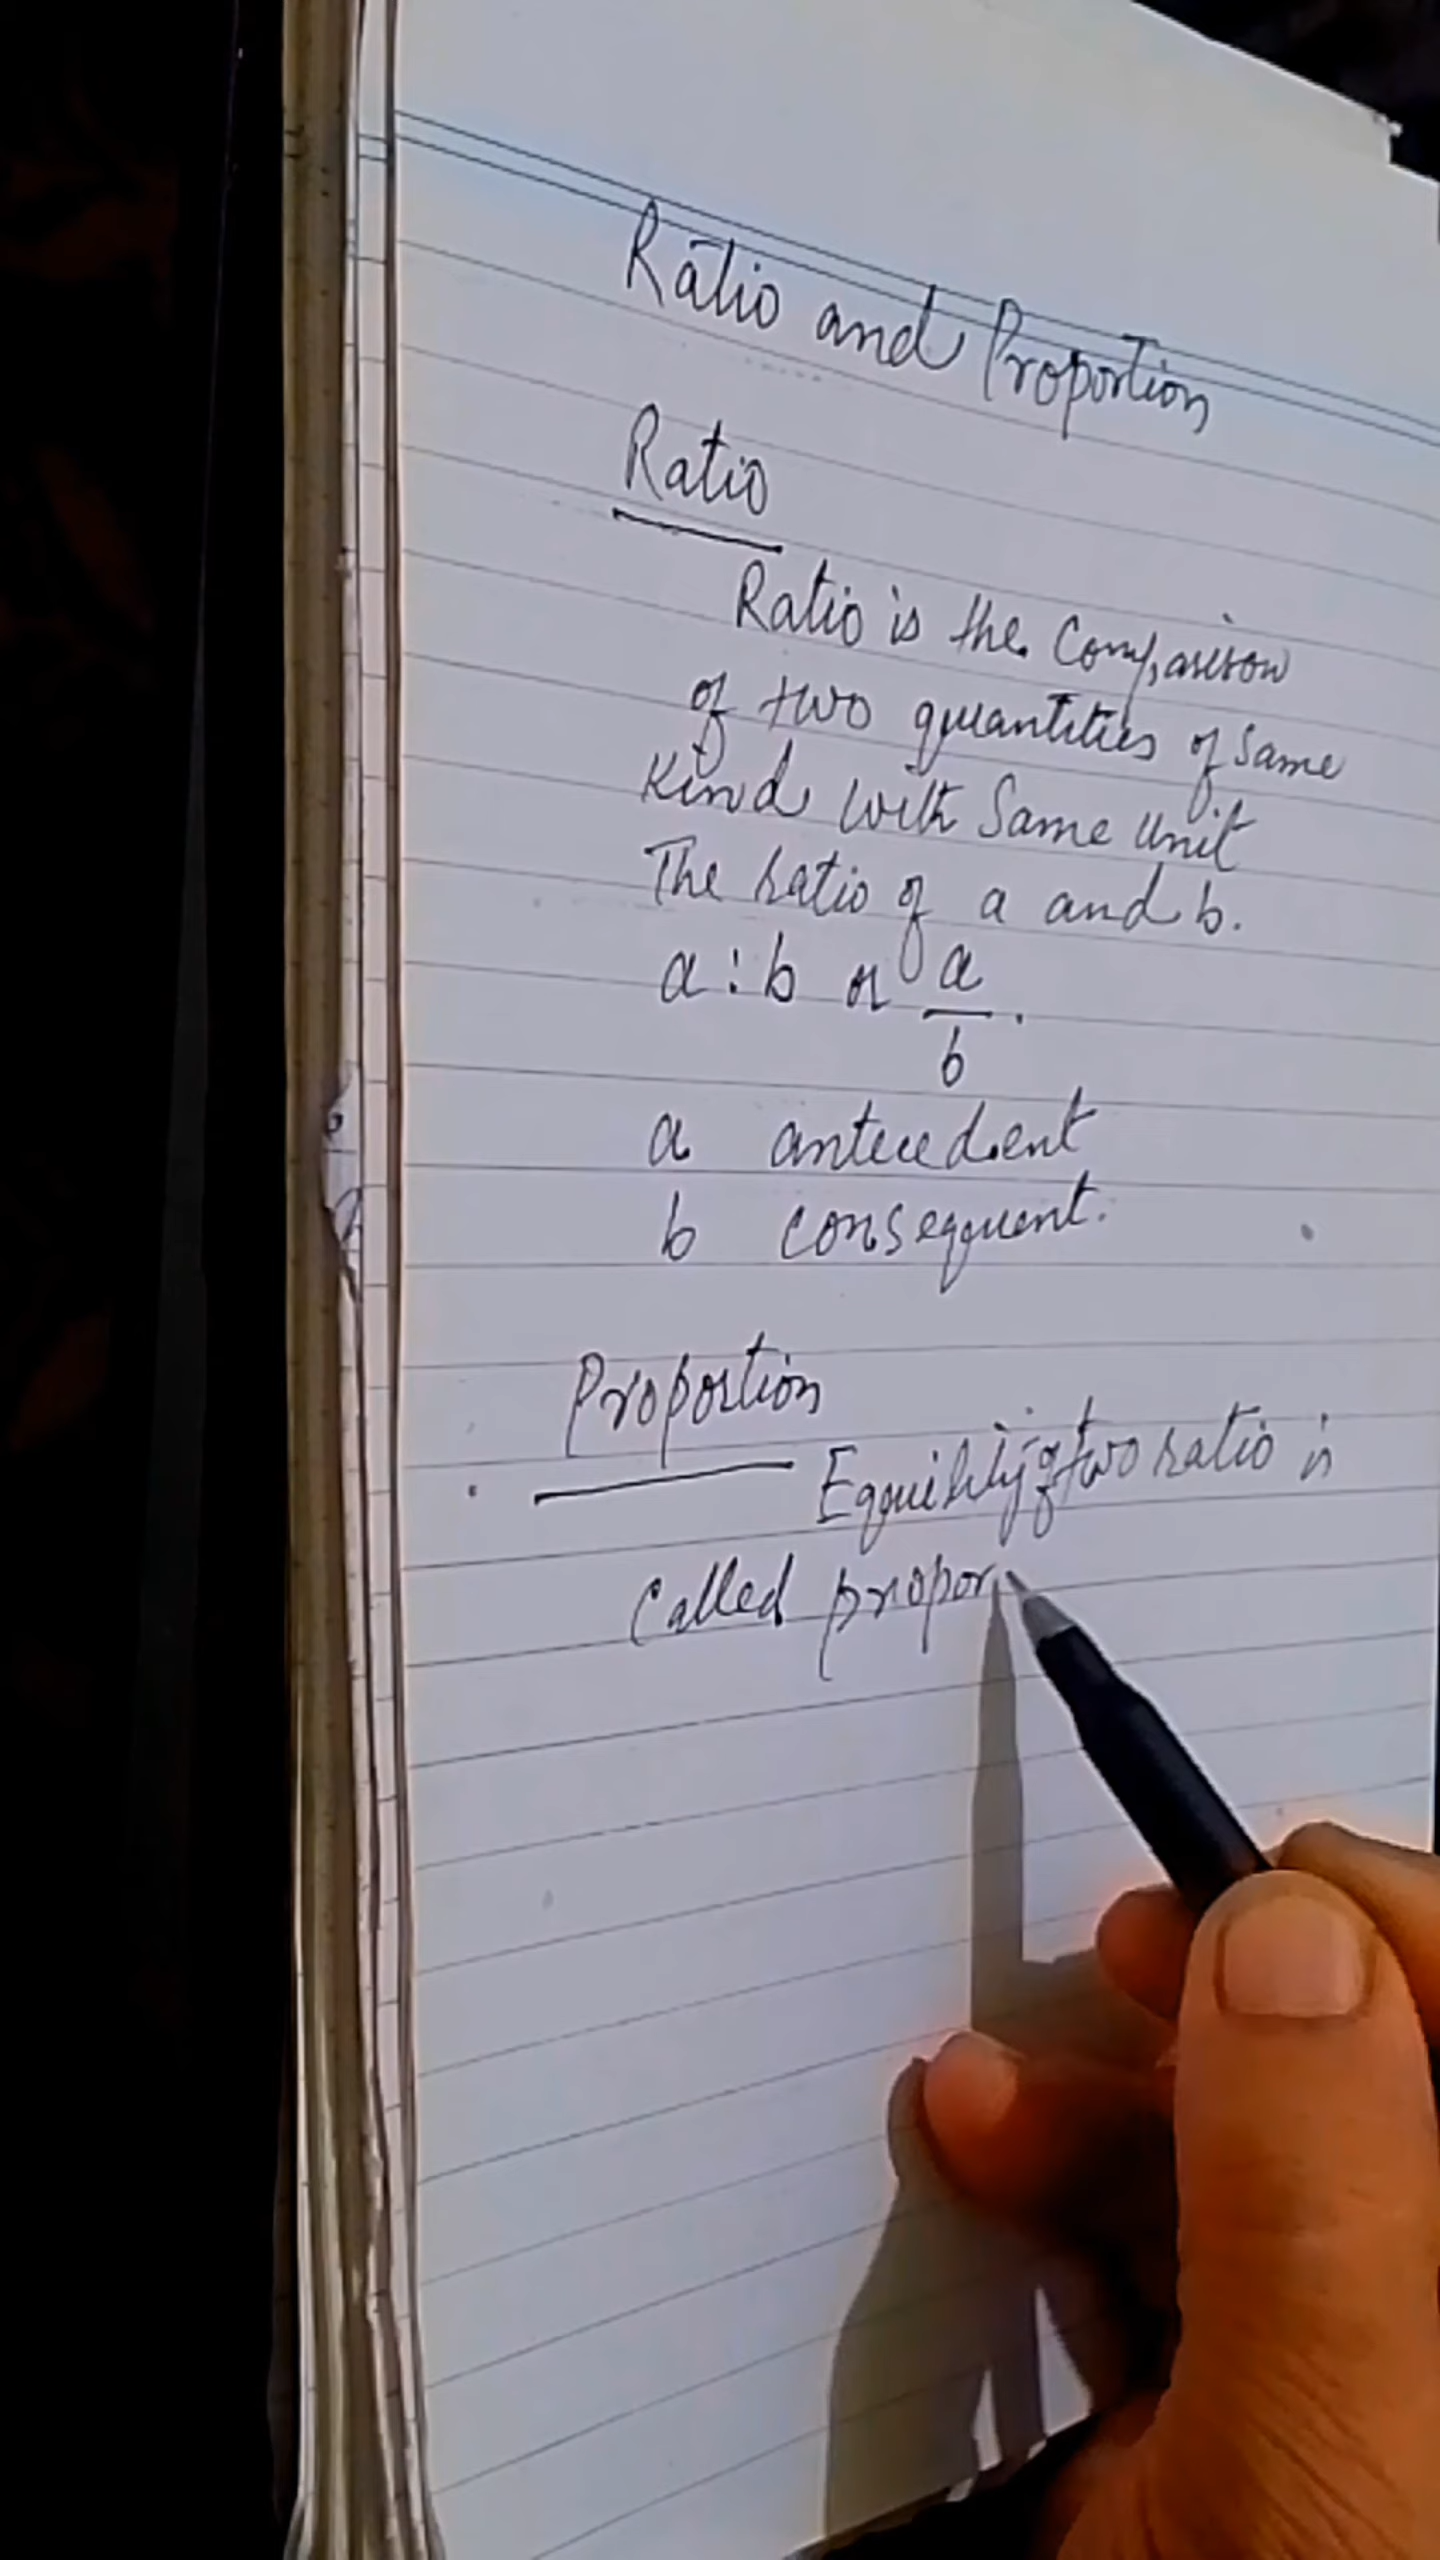 Ratio and Proportion
Ratio
Ratio is the Comparison
of two quantities of same
kind with Same unit
The ratio of a and b.
a : b or a/b .
a antecedent
b consequent.
Proportion
Equility of two ratio is
Called propor